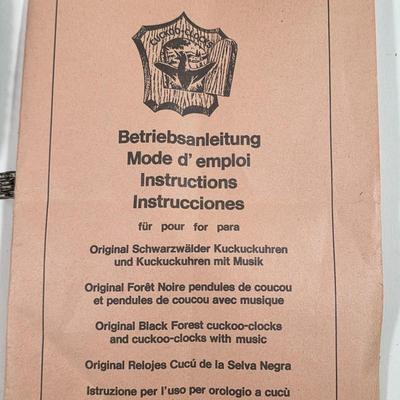 cuckoo-clocks
Betriebsanleitung
Mode d' emploi
Instructions
Instrucciones
für pour for para
Original Schwarzwälder Kuckuckuhren
und Kuckuckuhren mit Musik
Original Forêt Noire pendules de coucou
et pendules de coucou avec musique
Original Black Forest cuckoo-clocks
and cuckoo-clocks with music
Original Relojes Cucú de la Selva Negra
Istruzione per l'uso per orologio a cucù